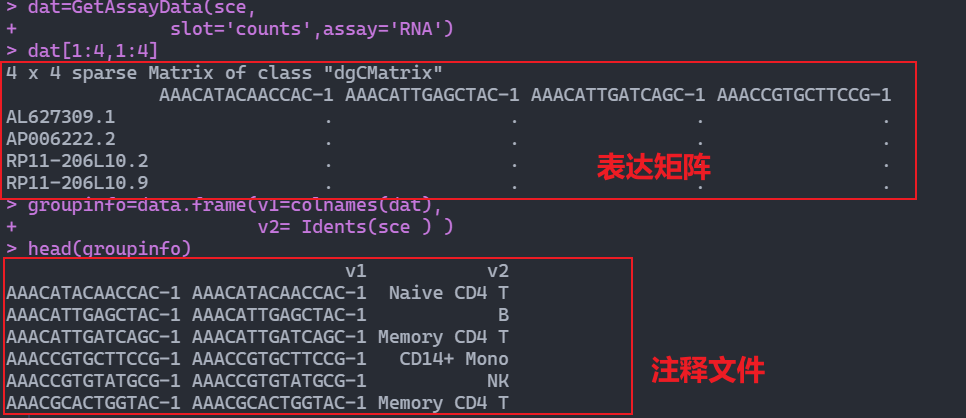 > dat=GetAssayData(sce,
+              slot='counts',assay='RNA')
> dat[1:4,1:4]
4 x 4 sparse Matrix of class "dgCMatrix"
              AAACATACAACCAC-1 AAACATTGAGCTAC-1 AAACATTGATCAGC-1 AAACCGTGCTTCCG-1
AL627309.1                   .                .                .                .
AP006222.2                   .                .                .                .
RP11-206L10.2                .                .                .                .
RP11-206L10.9                .                .                .                .
表达矩阵
> groupinfo=data.frame(v1=colnames(dat),
+                      v2= Idents(sce ) )
> head(groupinfo)
                               v1           v2
AAACATACAACCAC-1 AAACATACAACCAC-1  Naive CD4 T
AAACATTGAGCTAC-1 AAACATTGAGCTAC-1            B
AAACATTGATCAGC-1 AAACATTGATCAGC-1 Memory CD4 T
AAACCGTGCTTCCG-1 AAACCGTGCTTCCG-1   CD14+ Mono
AAACCGTGTATGCG-1 AAACCGTGTATGCG-1           NK
AAACGCACTGGTAC-1 AAACGCACTGGTAC-1 Memory CD4 T
注释文件